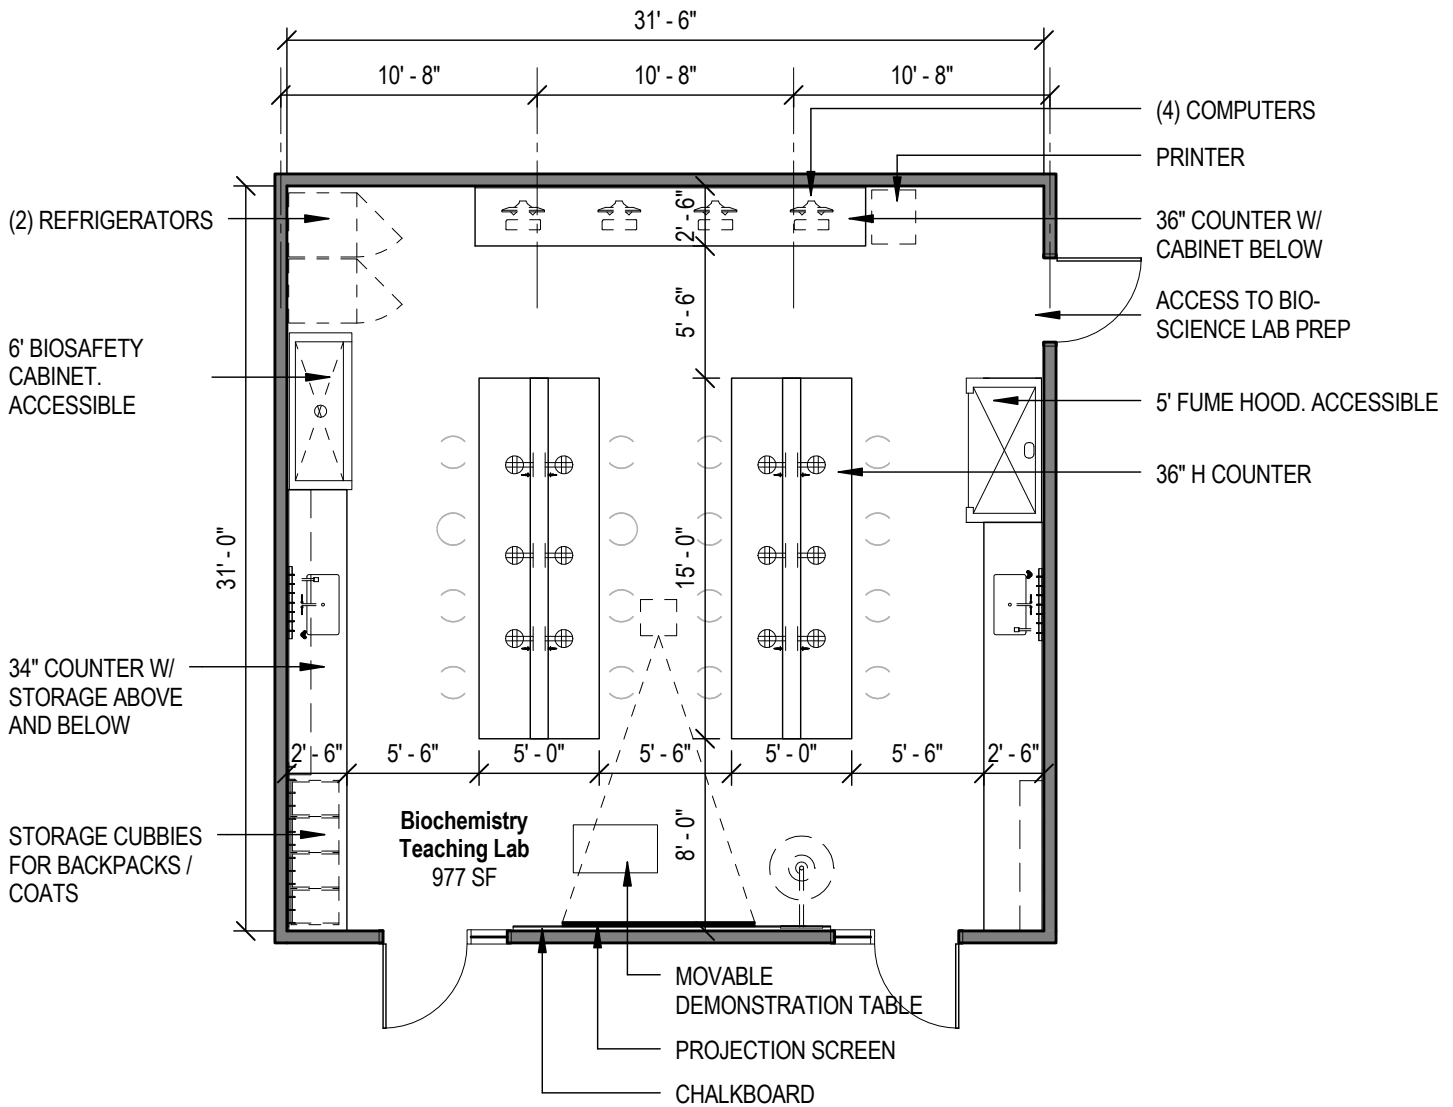 31' - 6"
10' - 8"
10' - 8"
10' - 8"
(4) COMPUTERS
PRINTER
(2) REFRIGERATORS
2' - 6"
36" COUNTER W/
CABINET BELOW
5' - 6"
ACCESS TO BIO-
SCIENCE LAB PREP
6' BIOSAFETY
CABINET.
ACCESSIBLE
5' FUME HOOD. ACCESSIBLE
36" H COUNTER
31' - 0"
15' - 0"
34" COUNTER W/
STORAGE ABOVE
AND BELOW
2' - 6"
5' - 6"
5' - 0"
5' - 6"
5' - 0"
5' - 6"
2' - 6"
STORAGE CUBBIES
FOR BACKPACKS /
COATS
Biochemistry
Teaching Lab
977 SF
8' - 0"
MOVABLE
DEMONSTRATION TABLE
PROJECTION SCREEN
CHALKBOARD